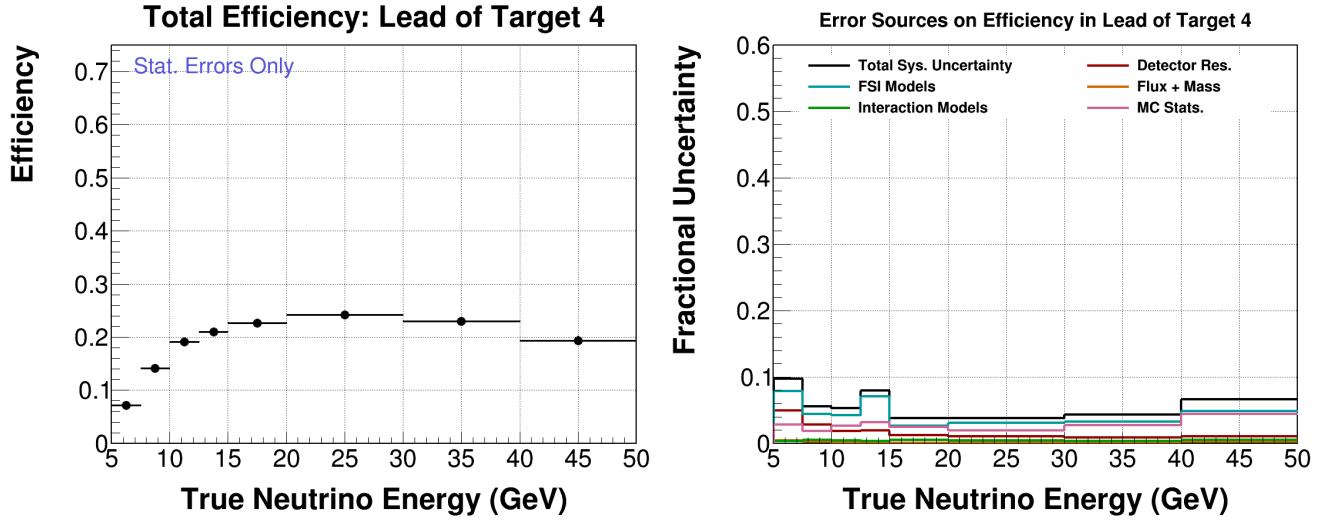 Total Efficiency: Lead of Target 4
Efficiency
Stat. Errors Only
0.7
0.6
0.5
0.4
0.3
0.2
0.1
0
5 10 15 20 25 30 35 40 45 50
True Neutrino Energy (GeV)
Error Sources on Efficiency in Lead of Target 4
Fractional Uncertainty
Total Sys. Uncertainty
FSI Models
Interaction Models
Detector Res.
Flux + Mass
MC Stats.
0.6
0.5
0.4
0.3
0.2
0.1
0
5 10 15 20 25 30 35 40 45 50
True Neutrino Energy (GeV)